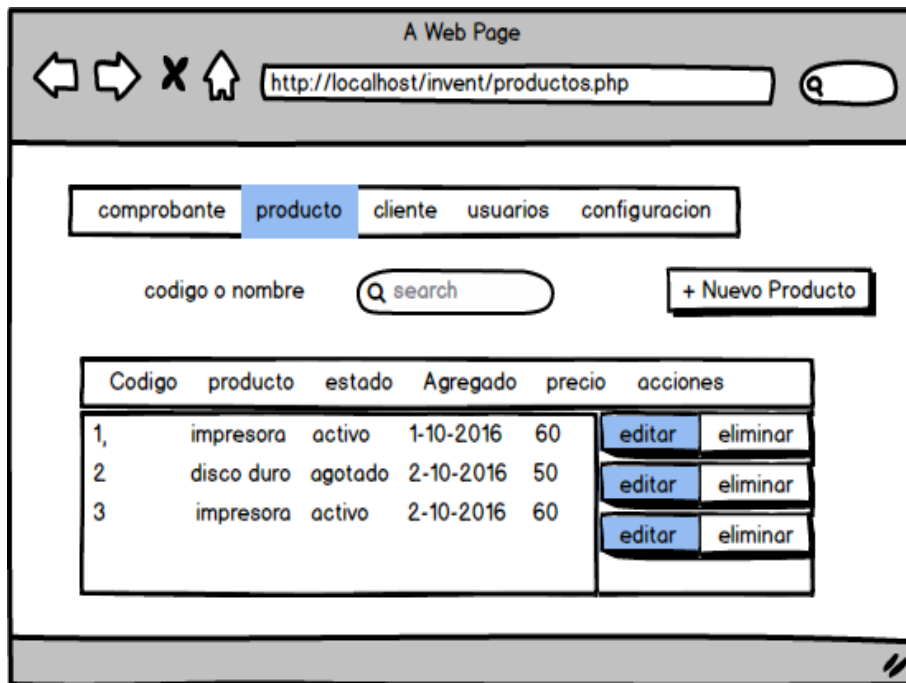 A Web Page
http://localhost/invent/productos.php
comprobante producto cliente usuarios configuracion
codigo o nombre search + Nuevo Producto
Codigo producto estado Agregado precio acciones
1, impresora activo 1-10-2016 60 editar eliminar
2 disco duro agotado 2-10-2016 50 editar eliminar
3 impresora activo 2-10-2016 60 editar eliminar